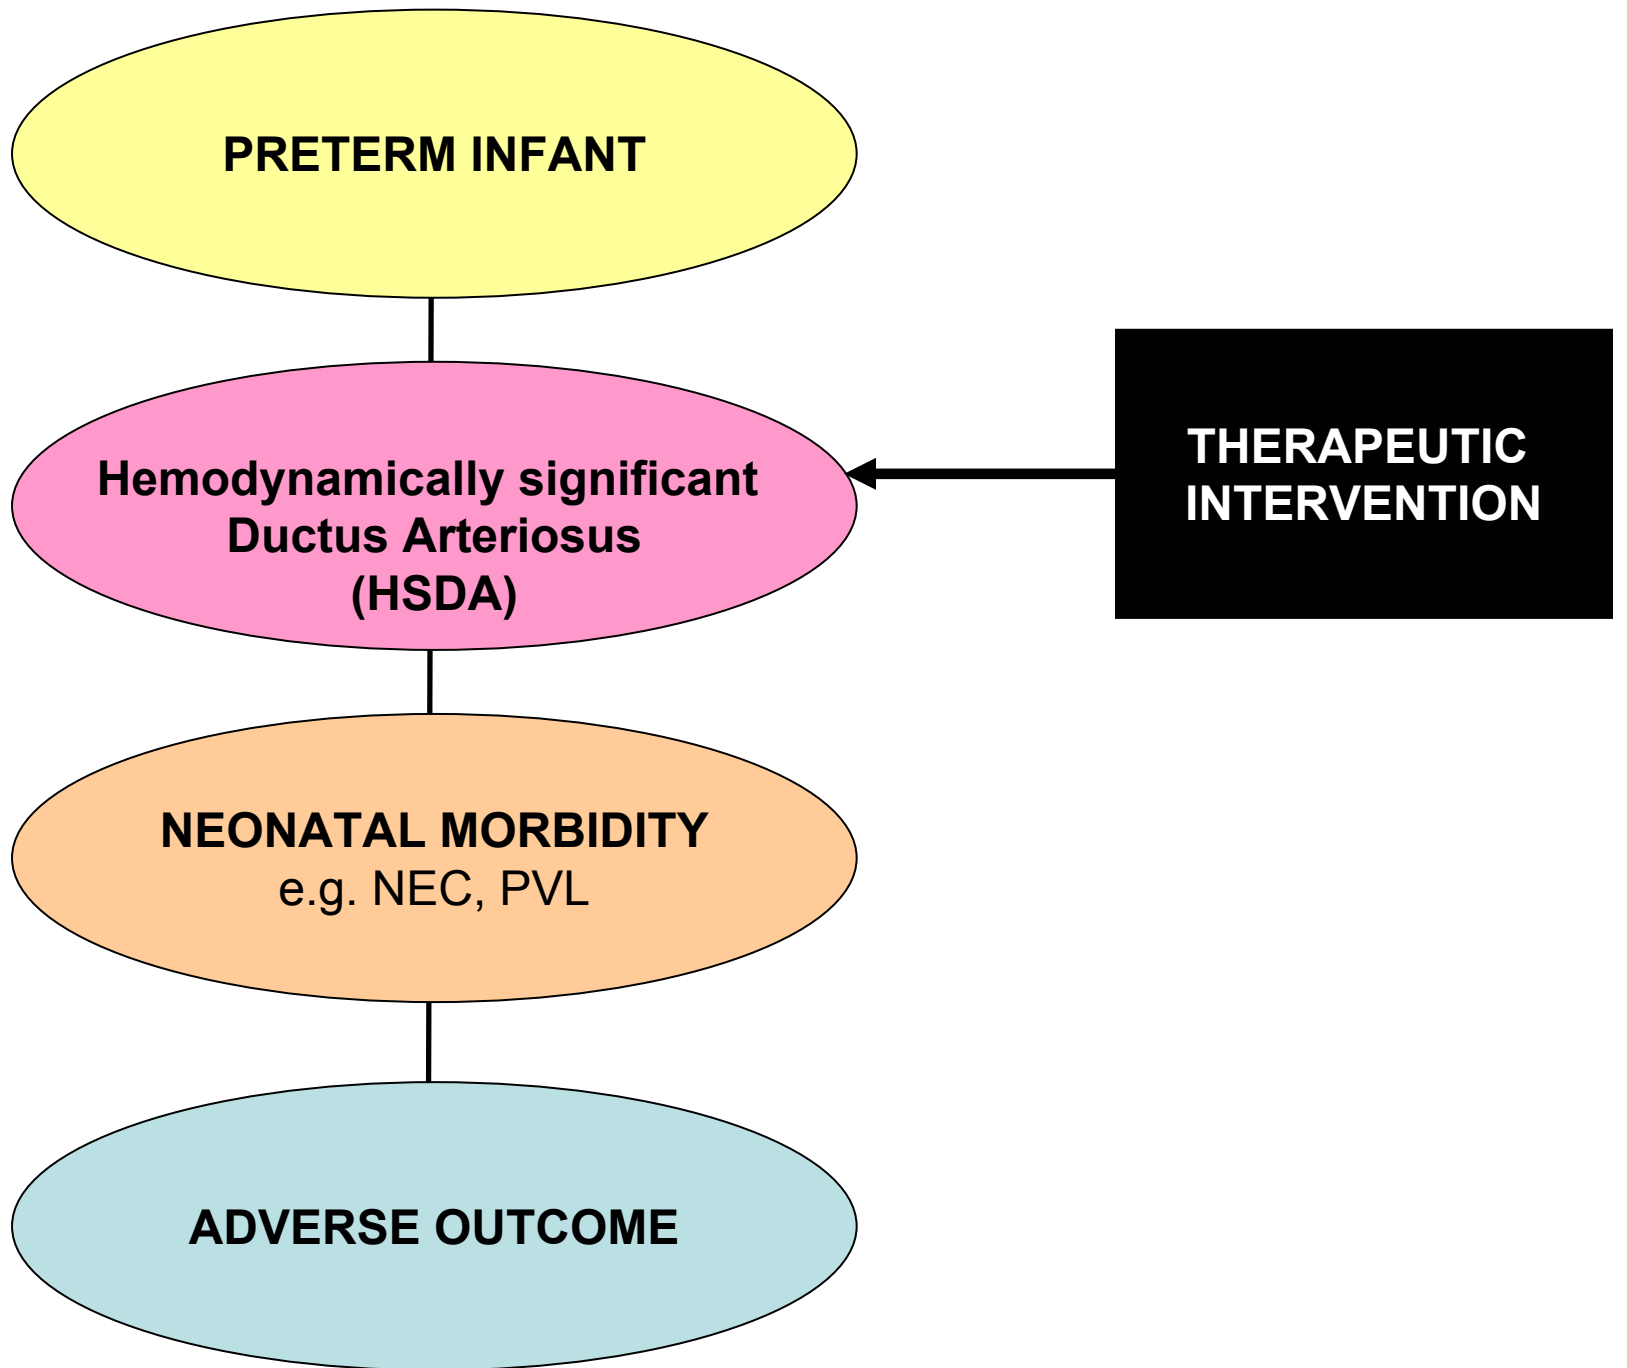 PRETERM INFANT
Hemodynamically significant
Ductus Arteriosus
(HSDA)
THERAPEUTIC
INTERVENTION
NEONATAL MORBIDITY
e.g. NEC, PVL
ADVERSE OUTCOME